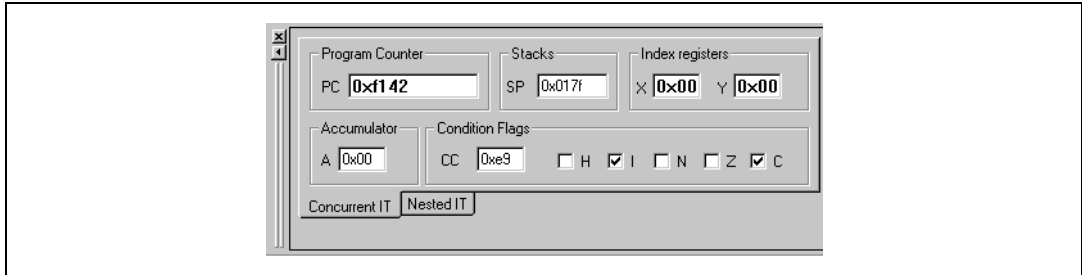 Program Counter Stacks Index registers
PC 0xf142 SP 0x017f X 0x00 Y 0x00
Accumulator Condition Flags
A 0x00 CC 0xe9 H I N Z C
Concurrent IT Nested IT